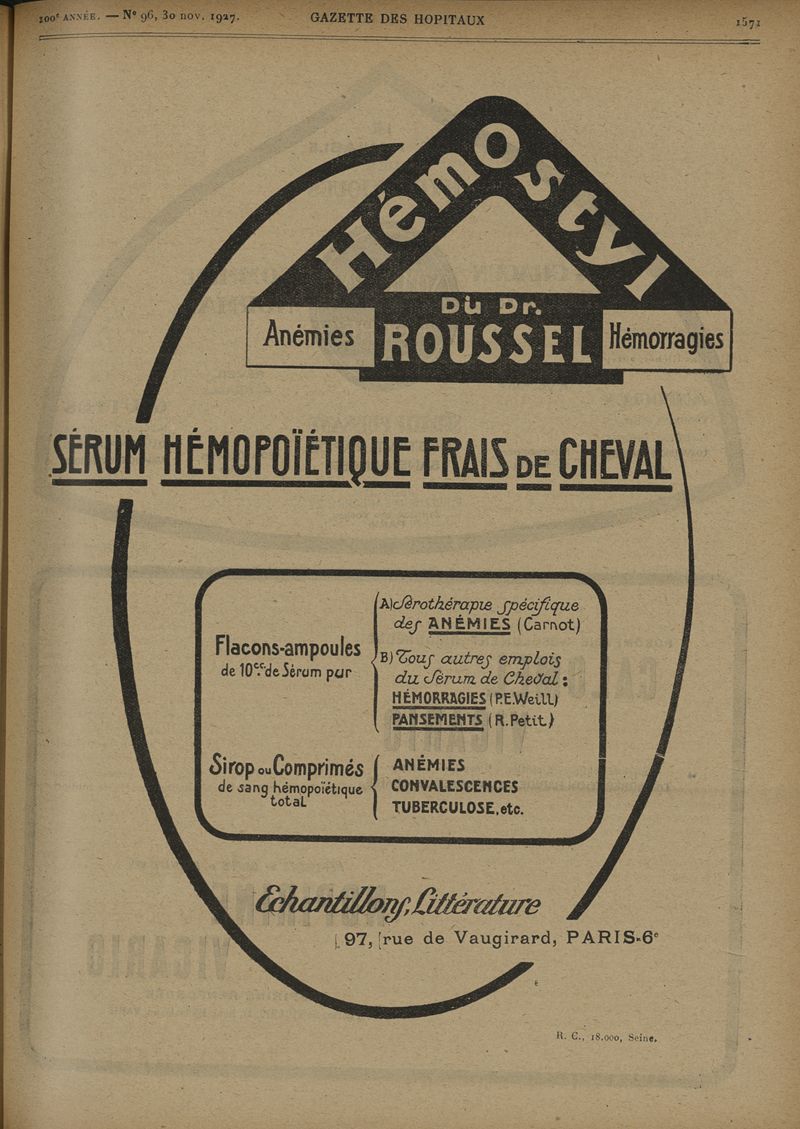 100e ANNÉE. — No 96, 30 nov. 1927. GAZETTE DES HOPITAUX 1571
Hémostyl
Du Dr.
ROUSSEL
Anémies
Hémorragies
SÉRUM HÉMOPOÏÉTIQUE FRAIS DE CHEVAL
Flacons-ampoules
de 10cc. de Sérum pur
A) Sérothérapie spécifique
des ANÉMIES (Carnot)
B) Tous autres emplois
du Sérum de Cheval :
HÉMORRAGIES (P.E.Weill)
PANSEMENTS (R.Petit)
Sirop ou Comprimés
de sang hémopoïétique
total
ANÉMIES
CONVALESCENCES
TUBERCULOSE, etc.
Échantillons, Littérature
97, rue de Vaugirard, PARIS-6e
R. C., 18.000, Seine.